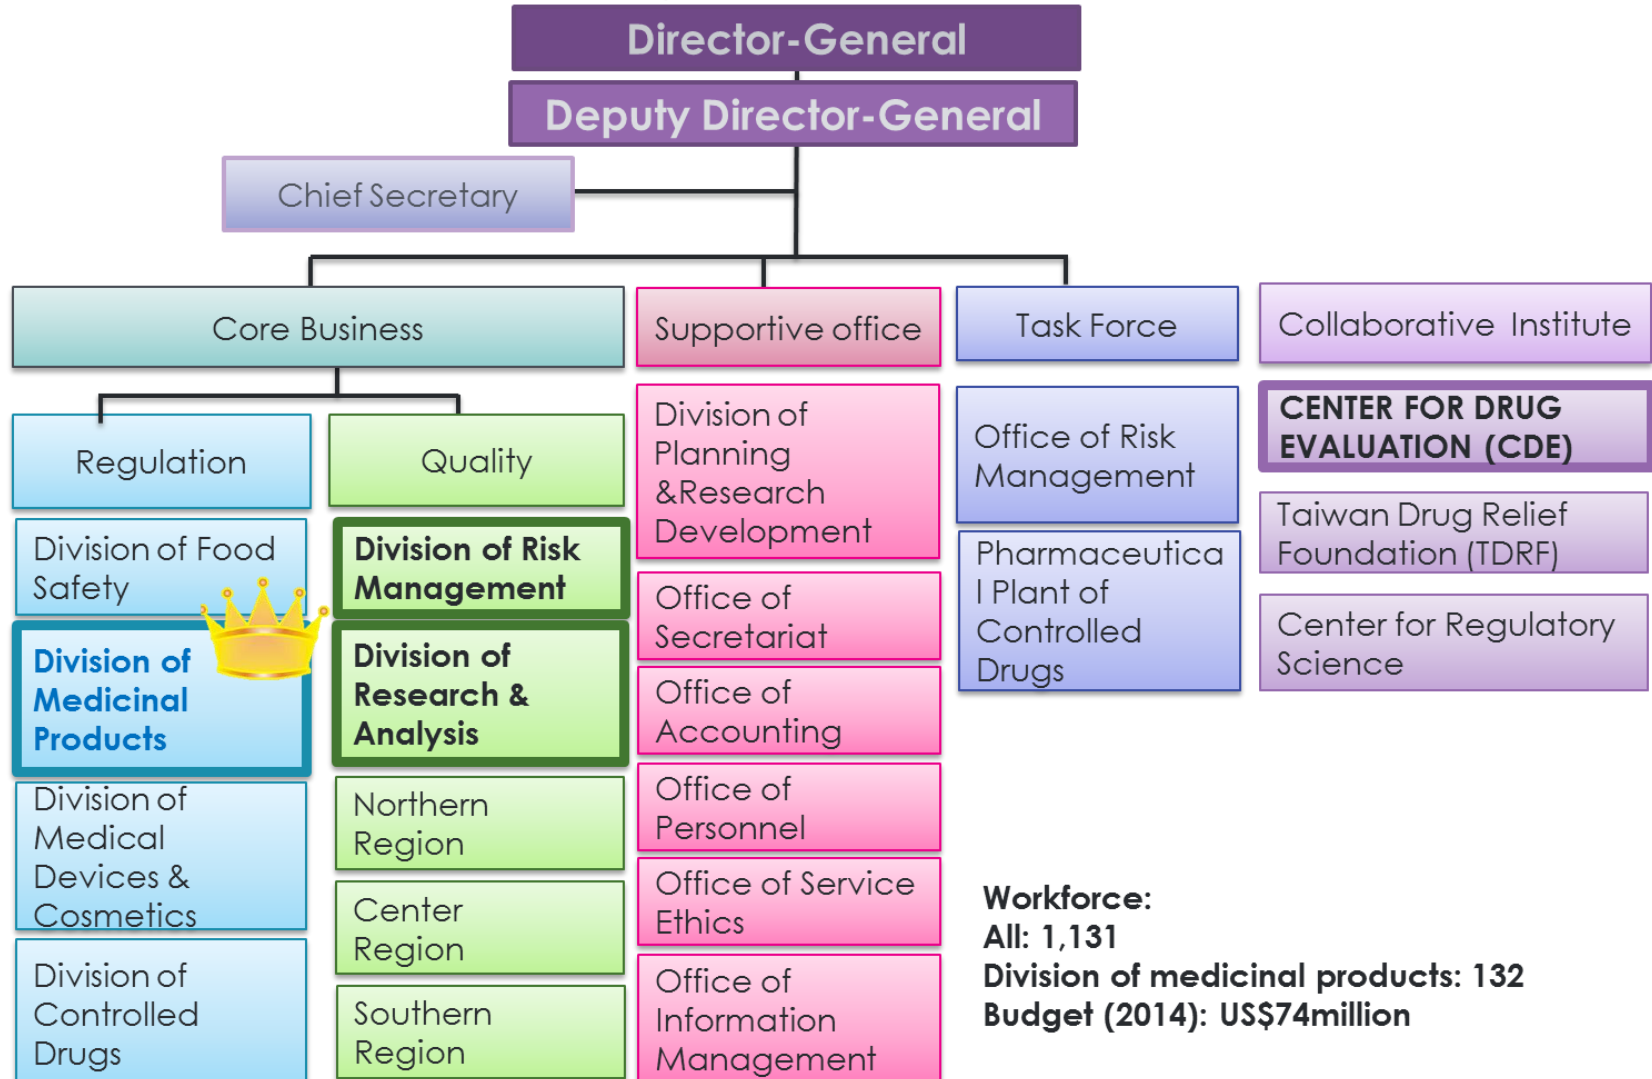 Director-General
Deputy Director-General
Chief Secretary
Core Business
Supportive office
Task Force
Collaborative Institute
Regulation
Division of Food
Safety
Division of
Medicinal
Products
Division of
Medical
Devices &
Cosmetics
Division of
Controlled
Drugs
Quality
Division of Risk
Management
Division of
Research &
Analysis
Northern
Region
Center
Region
Southern
Region
Division of
Planning
&Research
Development
Office of
Secretariat
Office of
Accounting
Office of
Personnel
Office of Service
Ethics
Office of
Information
Management
Office of Risk
Management
Pharmaceutica
l Plant of
Controlled
Drugs
CENTER FOR DRUG
EVALUATION (CDE)
Taiwan Drug Relief
Foundation (TDRF)
Center for Regulatory
Science
Workforce:
All: 1,131
Division of medicinal products: 132
Budget (2014): US$74million